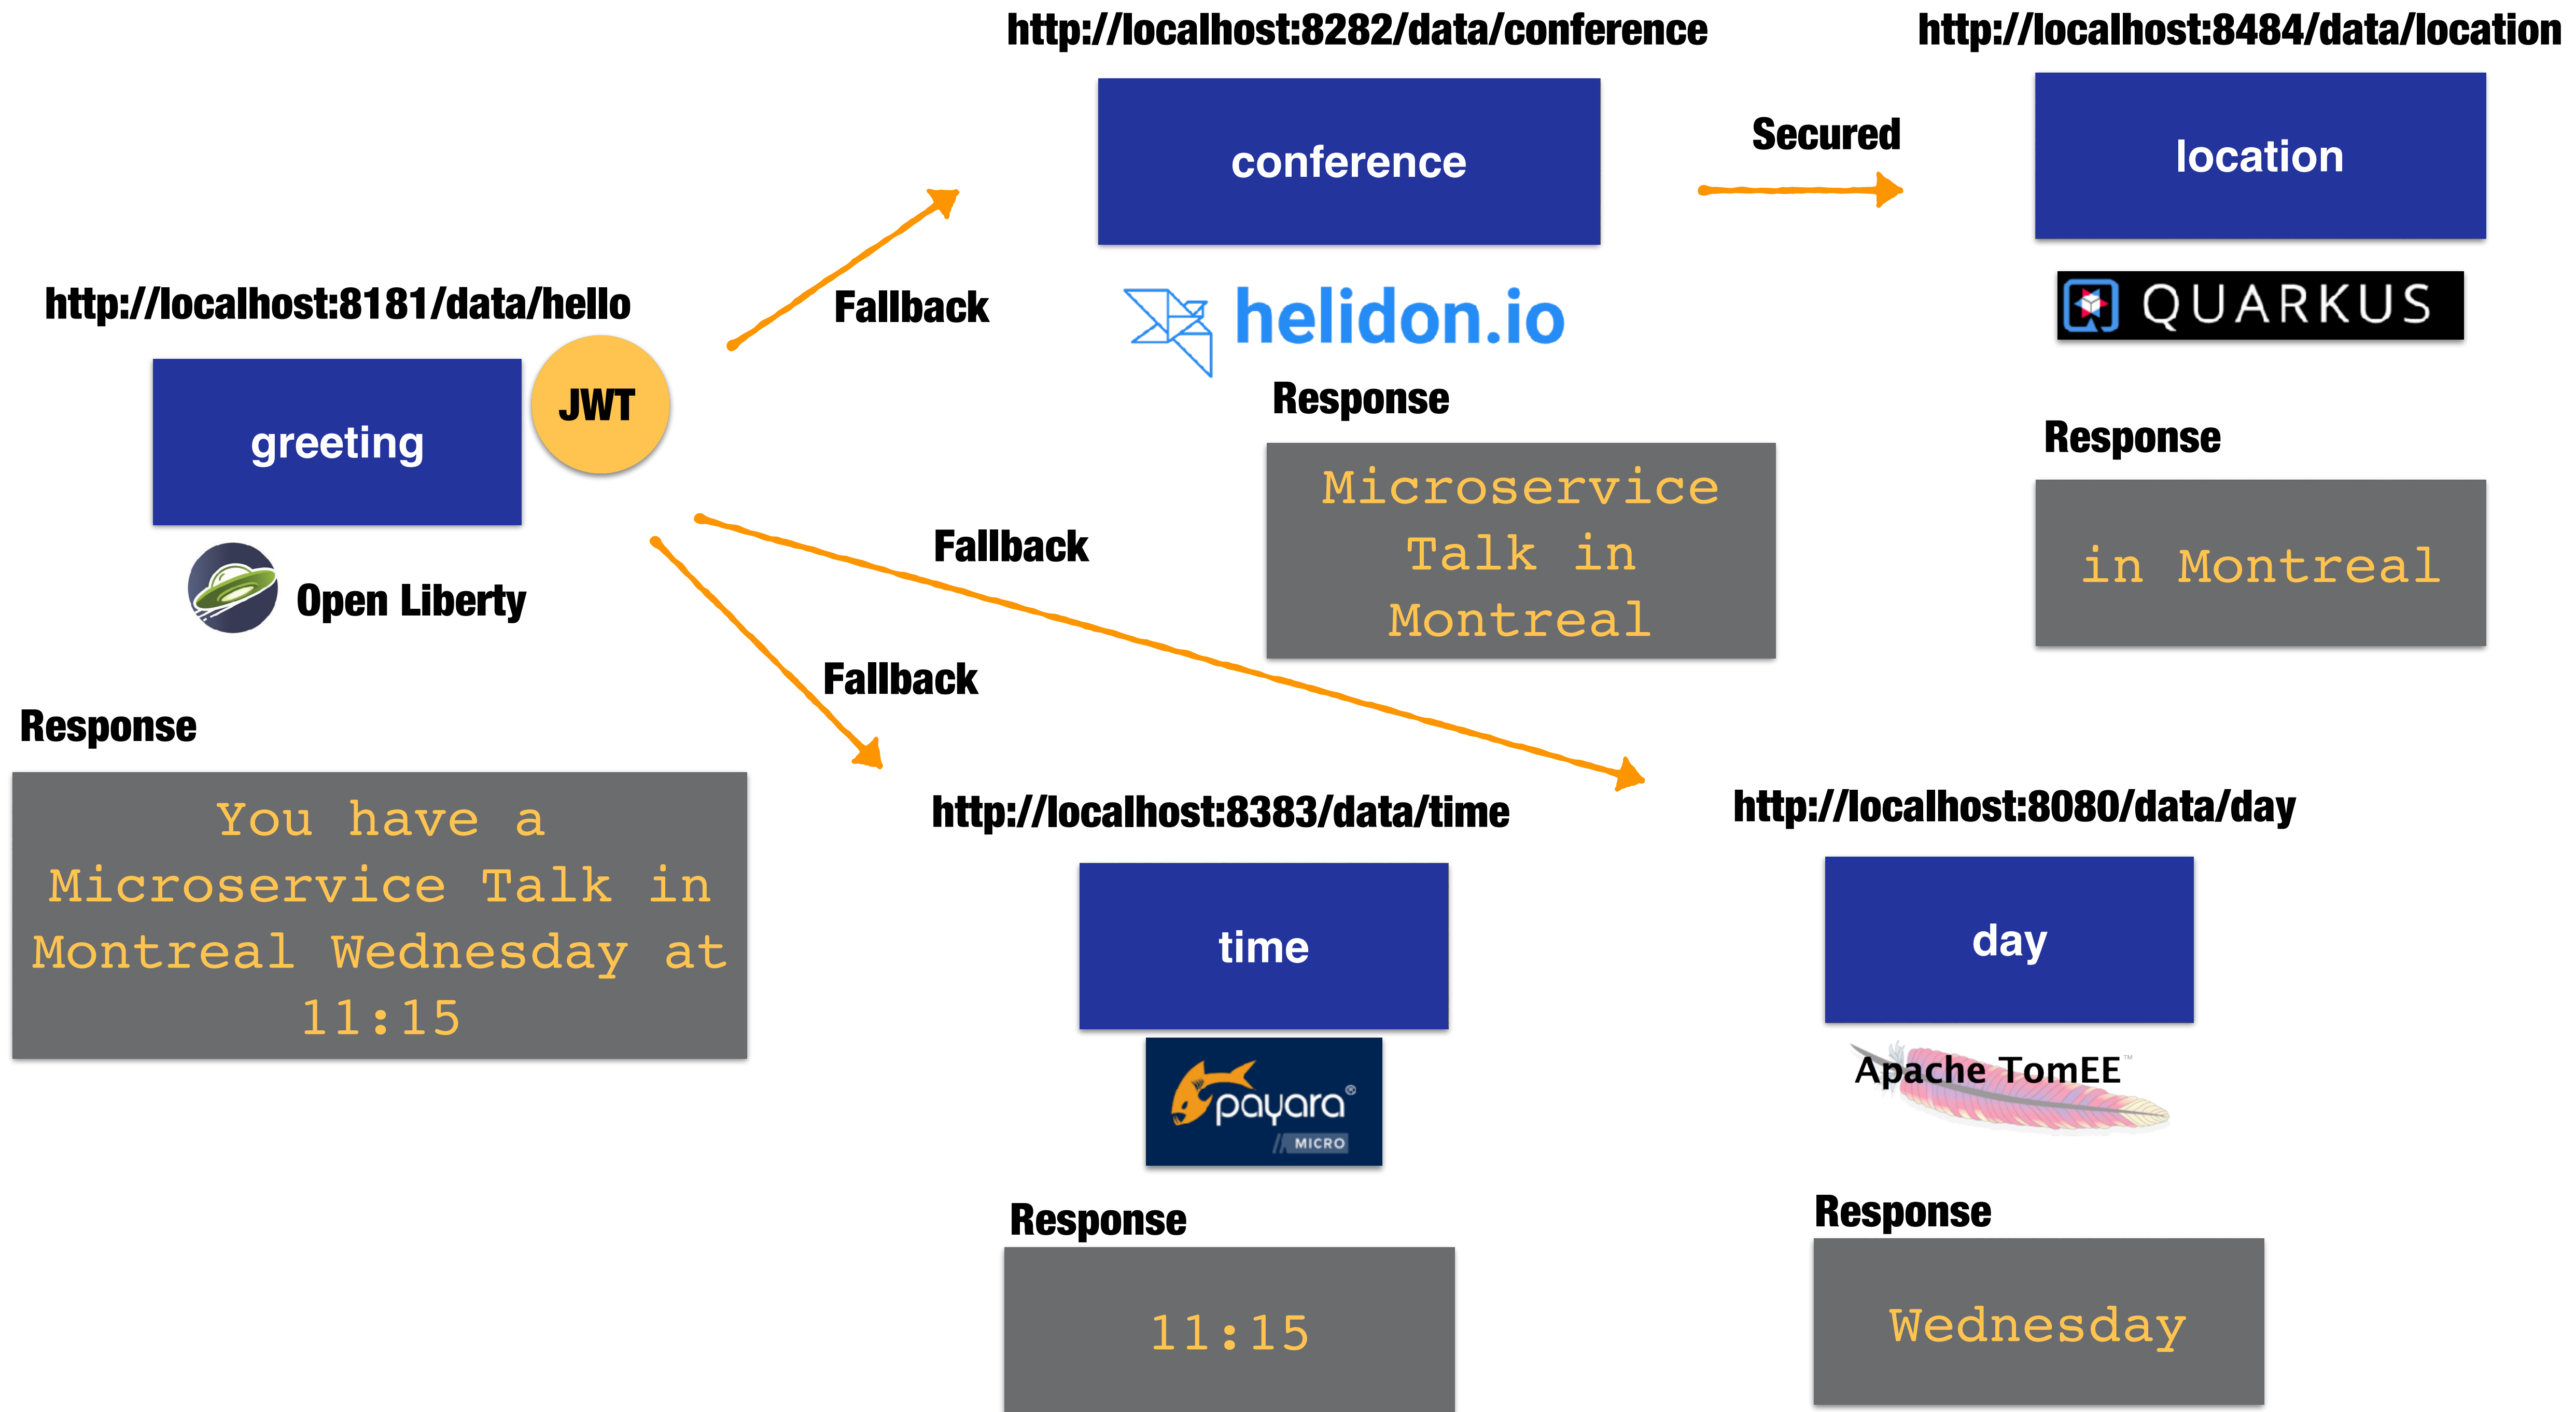 http://localhost:8282/data/conference
http://localhost:8484/data/location
conference
Secured
location
http://localhost:8181/data/hello
Fallback
helidon.io
QUARKUS
greeting
JWT
Response
Microservice
Talk in
Montreal
Response
in Montreal
Open Liberty
Fallback
Fallback
Response
You have a
Microservice Talk in
Montreal Wednesday at
11:15
http://localhost:8383/data/time
http://localhost:8080/data/day
time
day
payara®
// MICRO
Apache TomEE™
Response
11:15
Response
Wednesday